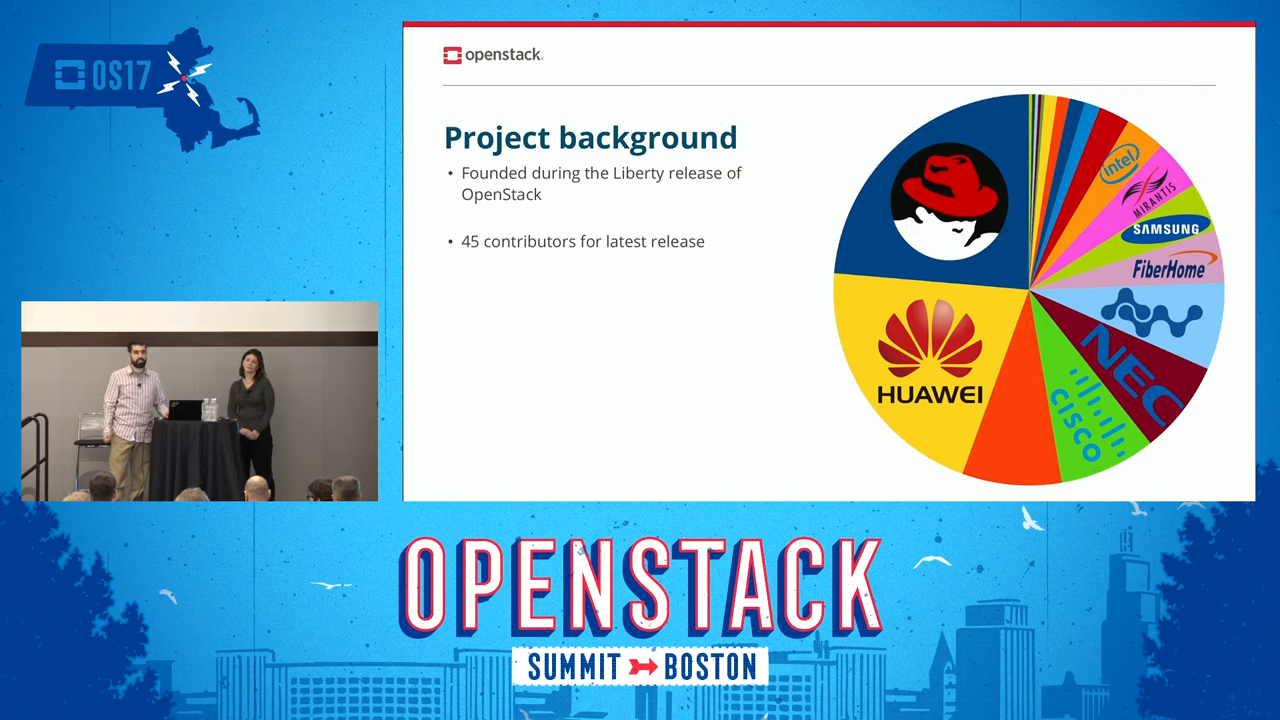 OS17
openstack.
Project background
• Founded during the Liberty release of
OpenStack
• 45 contributors for latest release
intel
MIRANTIS
SAMSUNG
FiberHome
NEC
CISCO
HUAWEI
OPENSTACK
SUMMIT BOSTON